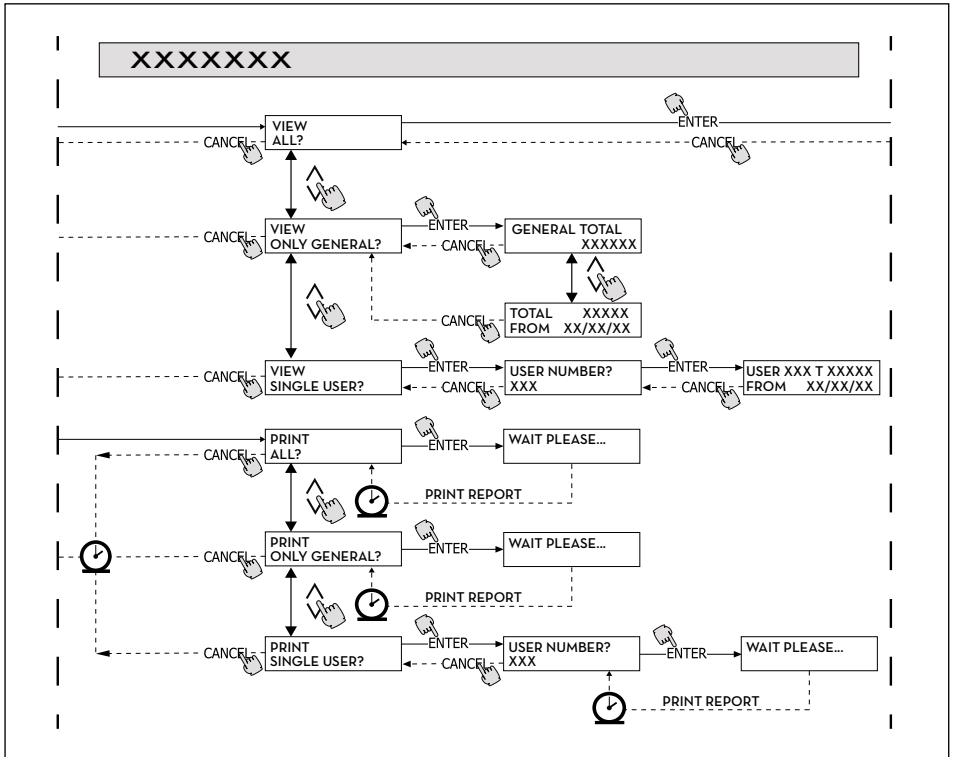 XXXXXXX
VIEW
ALL?
ENTER
CANCEL
CANCEL
VIEW
ONLY GENERAL?
CANCEL
ENTER
CANCEL
GENERAL TOTAL
XXXXXX
CANCEL
TOTAL XXXXX
FROM XX/XX/XX
VIEW
SINGLE USER?
CANCEL
ENTER
CANCEL
USER NUMBER?
XXX
ENTER
CANCEL
USER XXX T XXXXX
FROM XX/XX/XX
PRINT
ALL?
CANCEL
ENTER
WAIT PLEASE...
PRINT REPORT
PRINT
ONLY GENERAL?
CANCEL
ENTER
WAIT PLEASE...
PRINT REPORT
PRINT
SINGLE USER?
CANCEL
ENTER
CANCEL
USER NUMBER?
XXX
ENTER
WAIT PLEASE...
PRINT REPORT